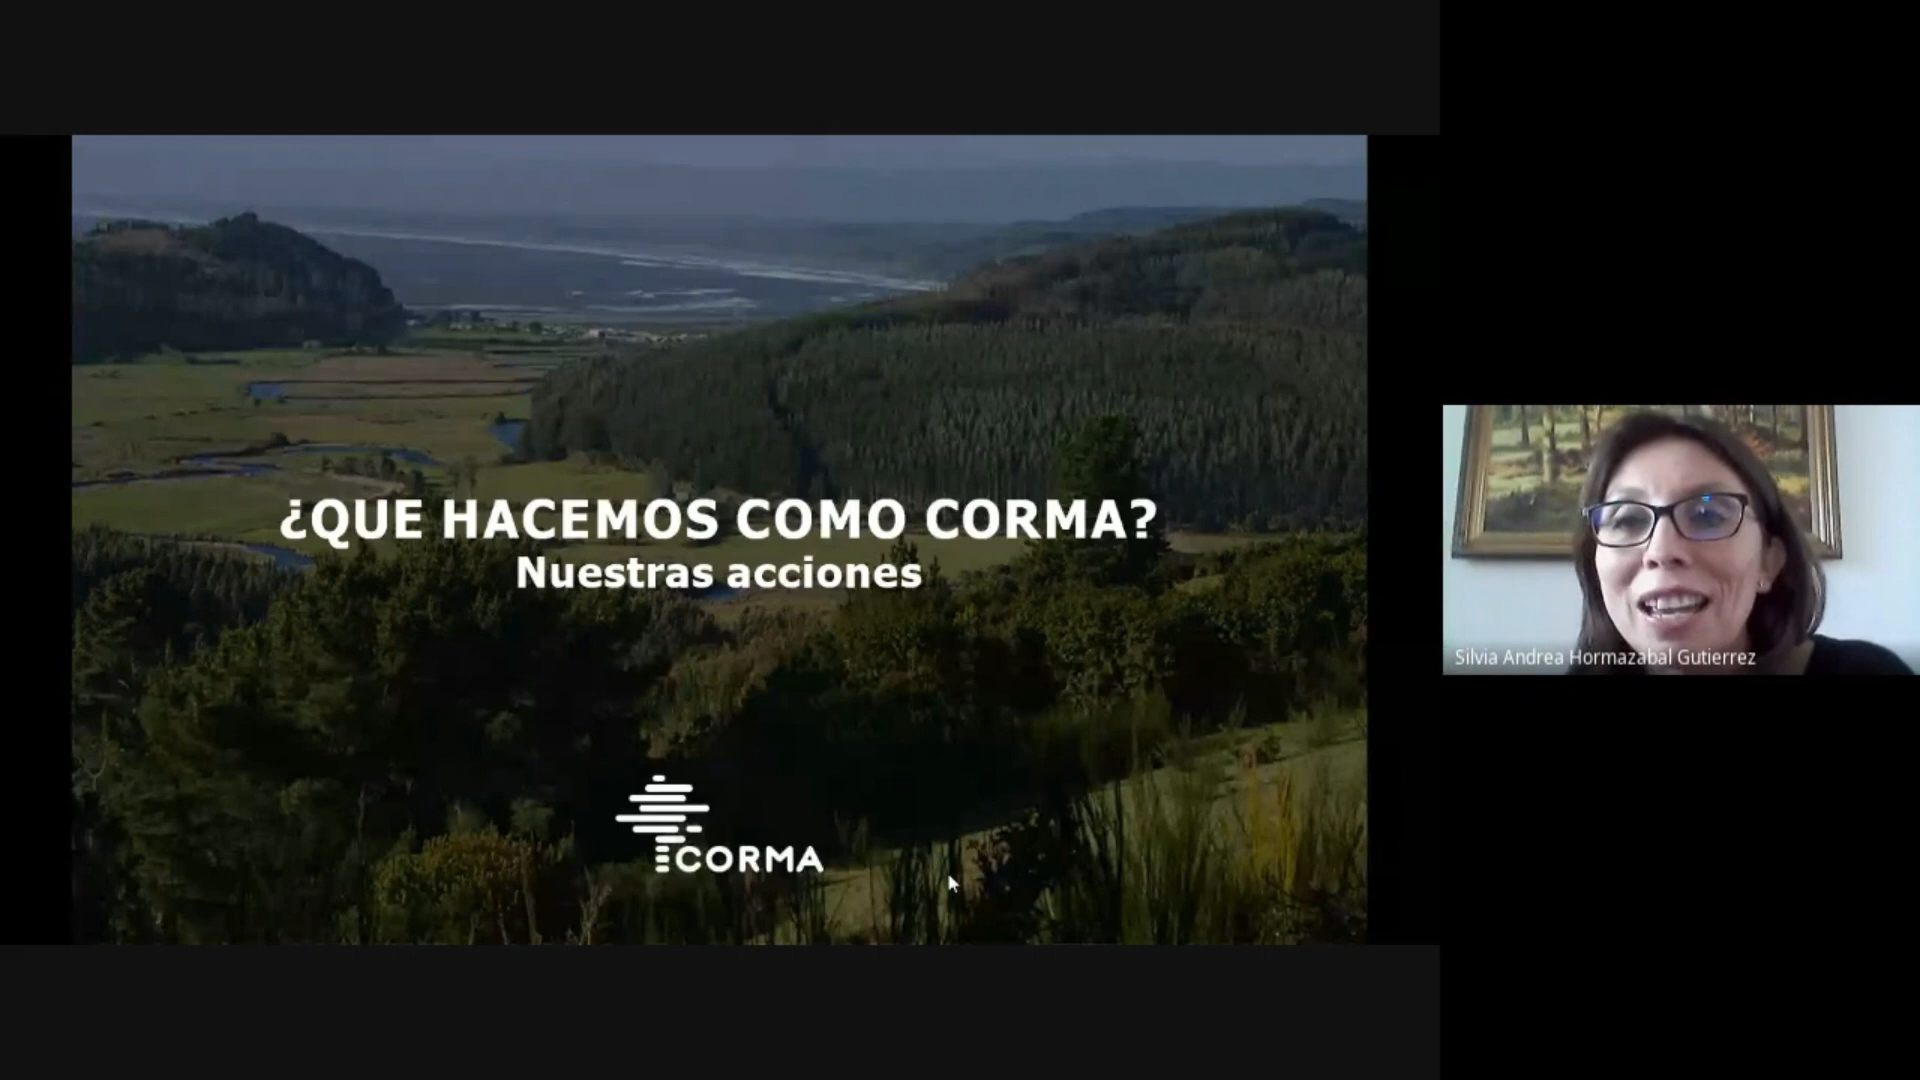 ¿QUE HACEMOS COMO CORMA?
Nuestras acciones
CORMA
Silvia Andrea Hormazabal Gutierrez